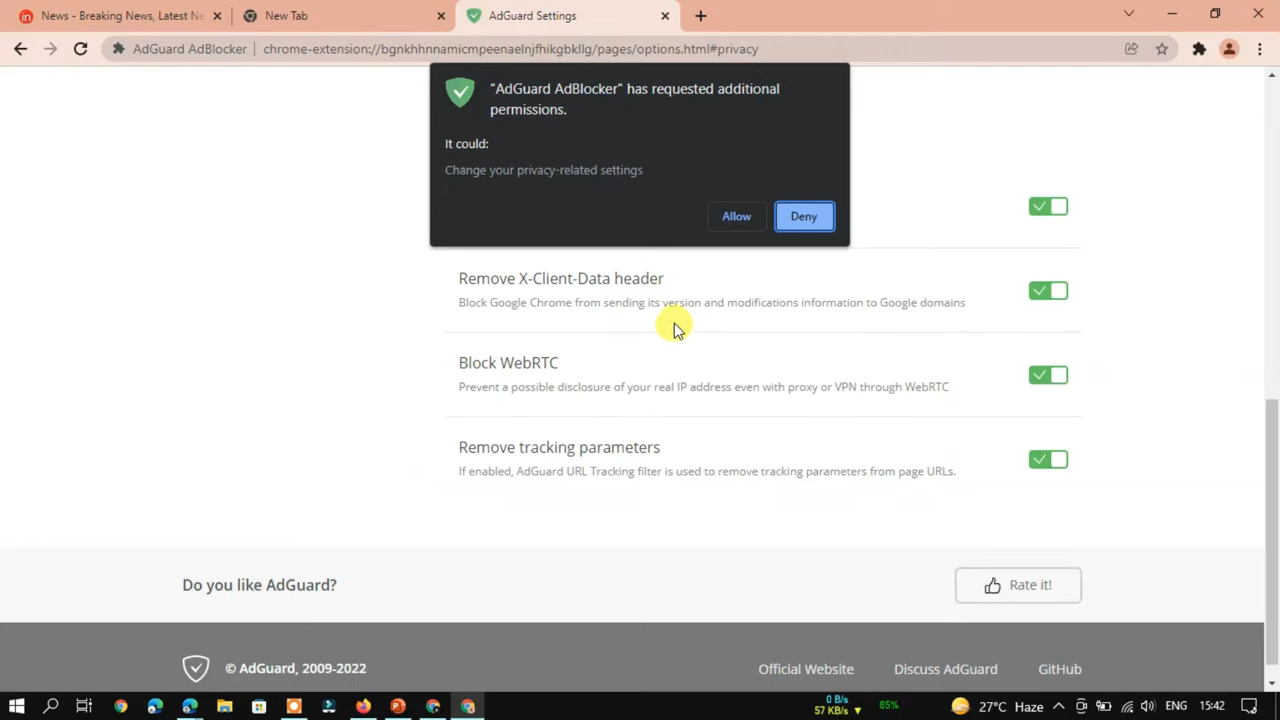 News - Breaking News, Latest Ne
New Tab
AdGuard Settings
AdGuard AdBlocker
chrome-extension://bgnkhhnnamicmpeenaelnjfhikgbkllg/pages/options.html#privacy
"AdGuard AdBlocker" has requested additional
permissions.
It could:
Change your privacy-related settings
Allow
Deny
Remove X-Client-Data header
Block Google Chrome from sending its version and modifications information to Google domains
Block WebRTC
Prevent a possible disclosure of your real IP address even with proxy or VPN through WebRTC
Remove tracking parameters
If enabled, AdGuard URL Tracking filter is used to remove tracking parameters from page URLs.
Do you like AdGuard?
Rate it!
© AdGuard, 2009-2022
Official Website
Discuss AdGuard
GitHub
0 B/s
57 KB/s
85%
27°C Haze
ENG
15:42